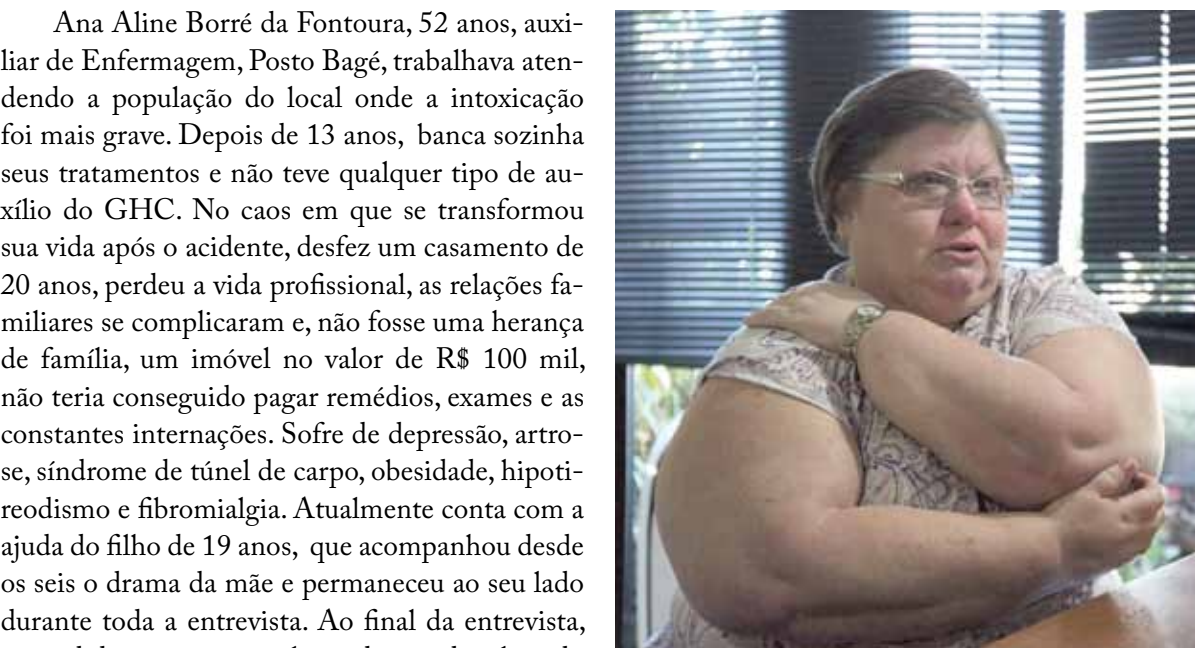 Ana Aline Borré da Fontoura, 52 anos, auxi-
liar de Enfermagem, Posto Bagé, trabalhava aten-
dendo a população do local onde a intoxicação
foi mais grave. Depois de 13 anos, banca sozinha
seus tratamentos e não teve qualquer tipo de au-
xílio do GHC. No caos em que se transformou
sua vida após o acidente, desfez um casamento de
20 anos, perdeu a vida profissional, as relações fa-
miliares se complicaram e, não fosse uma herança
de família, um imóvel no valor de R$ 100 mil,
não teria conseguido pagar remédios, exames e as
constantes internações. Sofre de depressão, artro-
se, síndrome de túnel de carpo, obesidade, hipoti-
reodismo e fibromialgia. Atualmente conta com a
ajuda do filho de 19 anos, que acompanhou desde
os seis o drama da mãe e permaneceu ao seu lado
durante toda a entrevista. Ao final da entrevista,